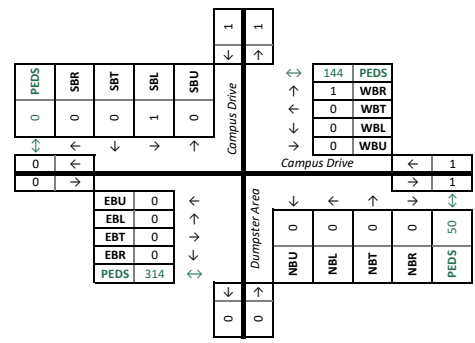 1 1
↓ ↑
PEDS SBR SBT SBL SBU
0 0 0 1 0
↕ ← ↓ → ↑
Campus Drive
↔ 144 PEDS
↑ 1 WBR
← 0 WBT
↓ 0 WBL
→ 0 WBU
0 ←
0 →
Campus Drive
← 1
→ 1
EBU 0 ←
EBL 0 ↑
EBT 0 →
EBR 0 ↓
PEDS 314 ↔
Dumpster Area
↓ ← ↑ → ↕
0 0 0 0 50
NBU NBL NBT NBR PEDS
↓ ↑
0 0